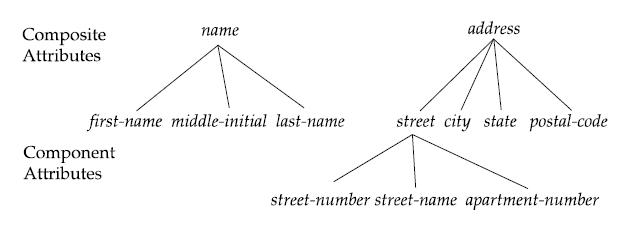 Composite
Attributes
name
address
first-name middle-initial last-name
street city state postal-code
Component
Attributes
street-number street-name apartment-number